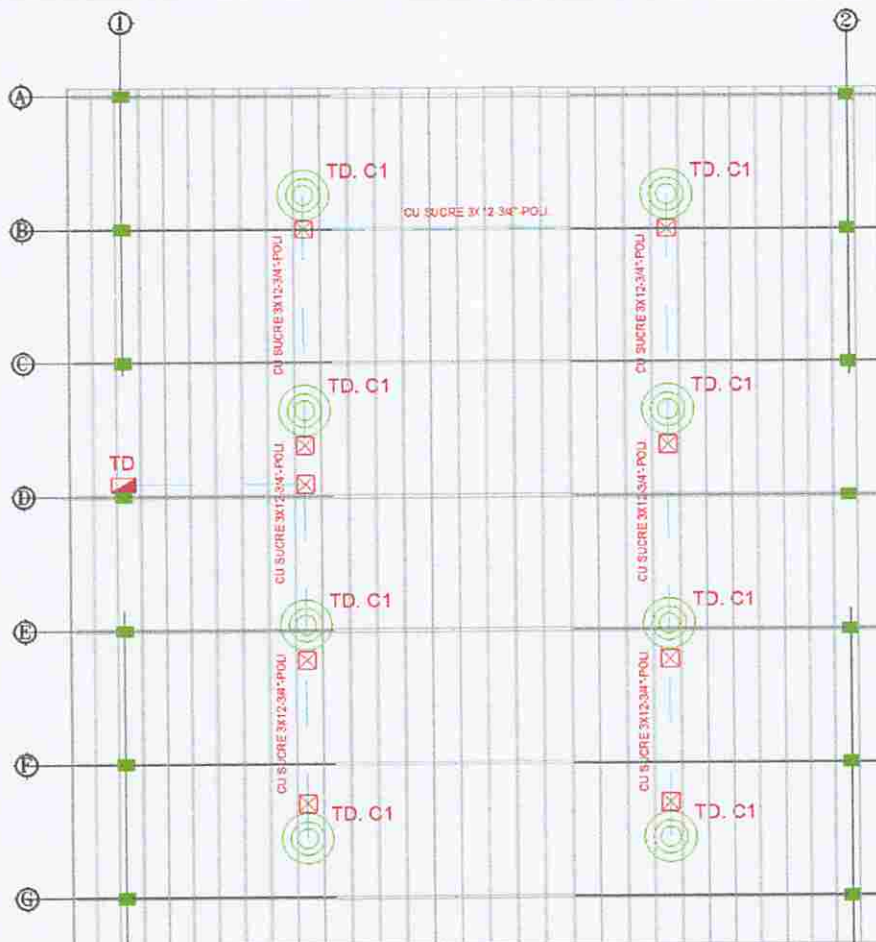 1 2
A
TD. C1 TD. C1
CU SUCRE 3X12-3/4"-POLI.
B
CU SUCRE 3X12-3/4"-POLI CU SUCRE 3X12-3/4"-POLI
C
TD. C1 TD. C1
TD
CU SUCRE 3X12-3/4"-POLI CU SUCRE 3X12-3/4"-POLI
D
TD. C1 TD. C1
E
CU SUCRE 3X12-3/4"-POLI CU SUCRE 3X12-3/4"-POLI
F
TD. C1 TD. C1
G